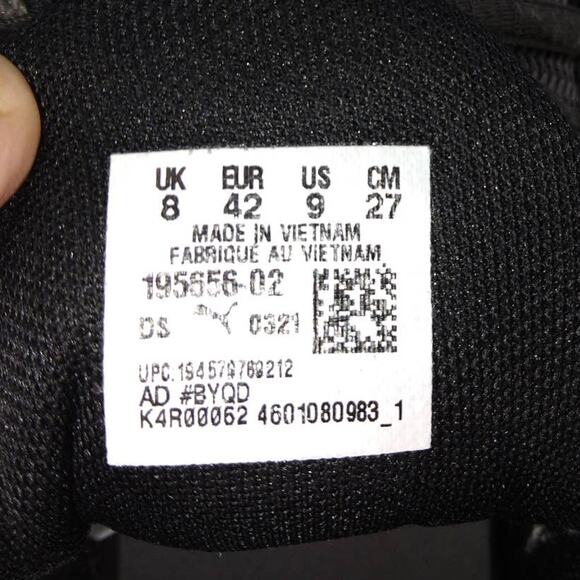 UK EUR US CM
8 42 9 27
MADE IN VIETNAM
FABRIQUE AU VIETNAM
195656-02
DS 0321
UPC.194579769212
AD #BYQD
K4R00062 4601080983_1